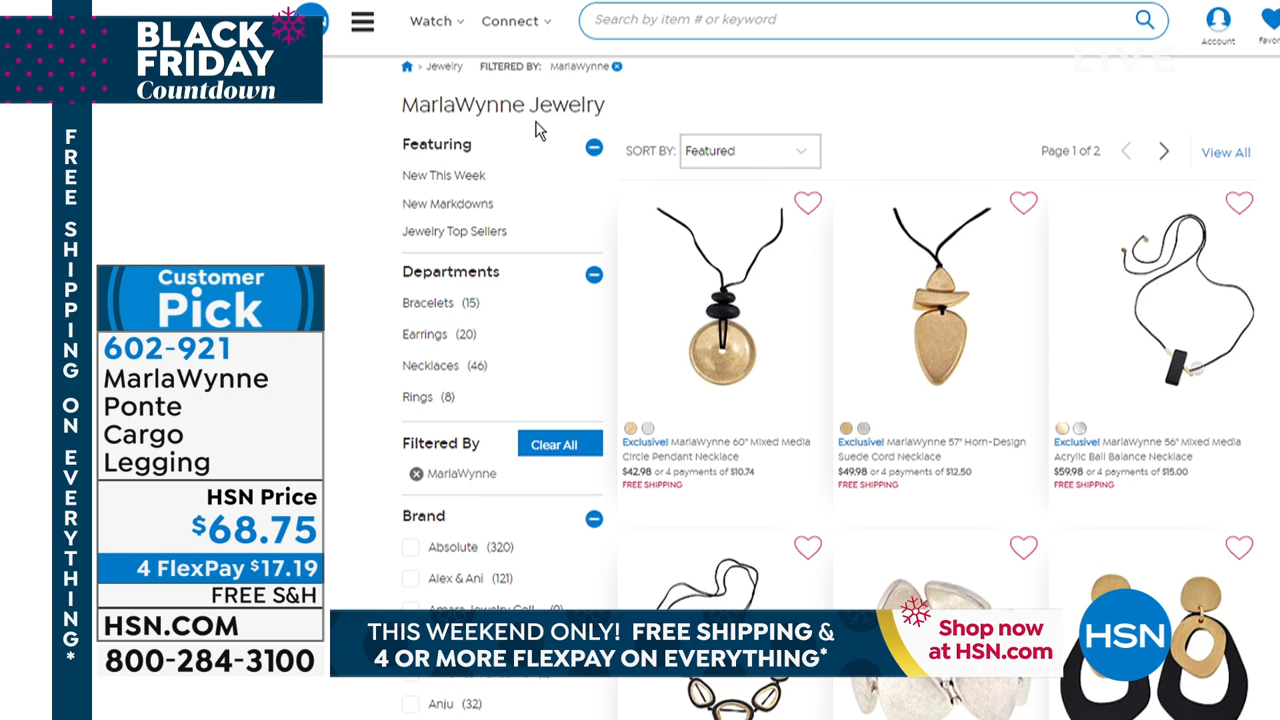 BLACK
FRIDAY
Countdown
FREE SHIPPING ON EVERYTHING*
Customer
Pick
602-921
MarlaWynne
Ponte
Cargo
Legging
HSN Price
$68.75
4 FlexPay $17.19
FREE S&H
HSN.COM
800-284-3100
Watch
Connect
Search by item # or keyword
Account
LIVE
> Jewelry FILTERED BY: MarlaWynne
MarlaWynne Jewelry
Featuring
New This Week
New Markdowns
Jewelry Top Sellers
Departments
Bracelets (15)
Earrings (20)
Necklaces (46)
Rings (8)
Filtered By Clear All
MarlaWynne
Brand
Absolute (320)
Alex & Ani (121)
Anju (32)
SORT BY: Featured
Page 1 of 2
View All
Exclusive! MarlaWynne 60" Mixed Media
Circle Pendant Necklace
$42.98 or 4 payments of $10.74
FREE SHIPPING
Exclusive! MarlaWynne 57" Horn-Design
Suede Cord Necklace
$49.98 or 4 payments of $12.50
FREE SHIPPING
Exclusive! MarlaWynne 56" Mixed Media
Acrylic Ball Balance Necklace
$59.98 or 4 payments of $15.00
FREE SHIPPING
THIS WEEKEND ONLY! FREE SHIPPING &
4 OR MORE FLEXPAY ON EVERYTHING*
Shop now
at HSN.com
HSN